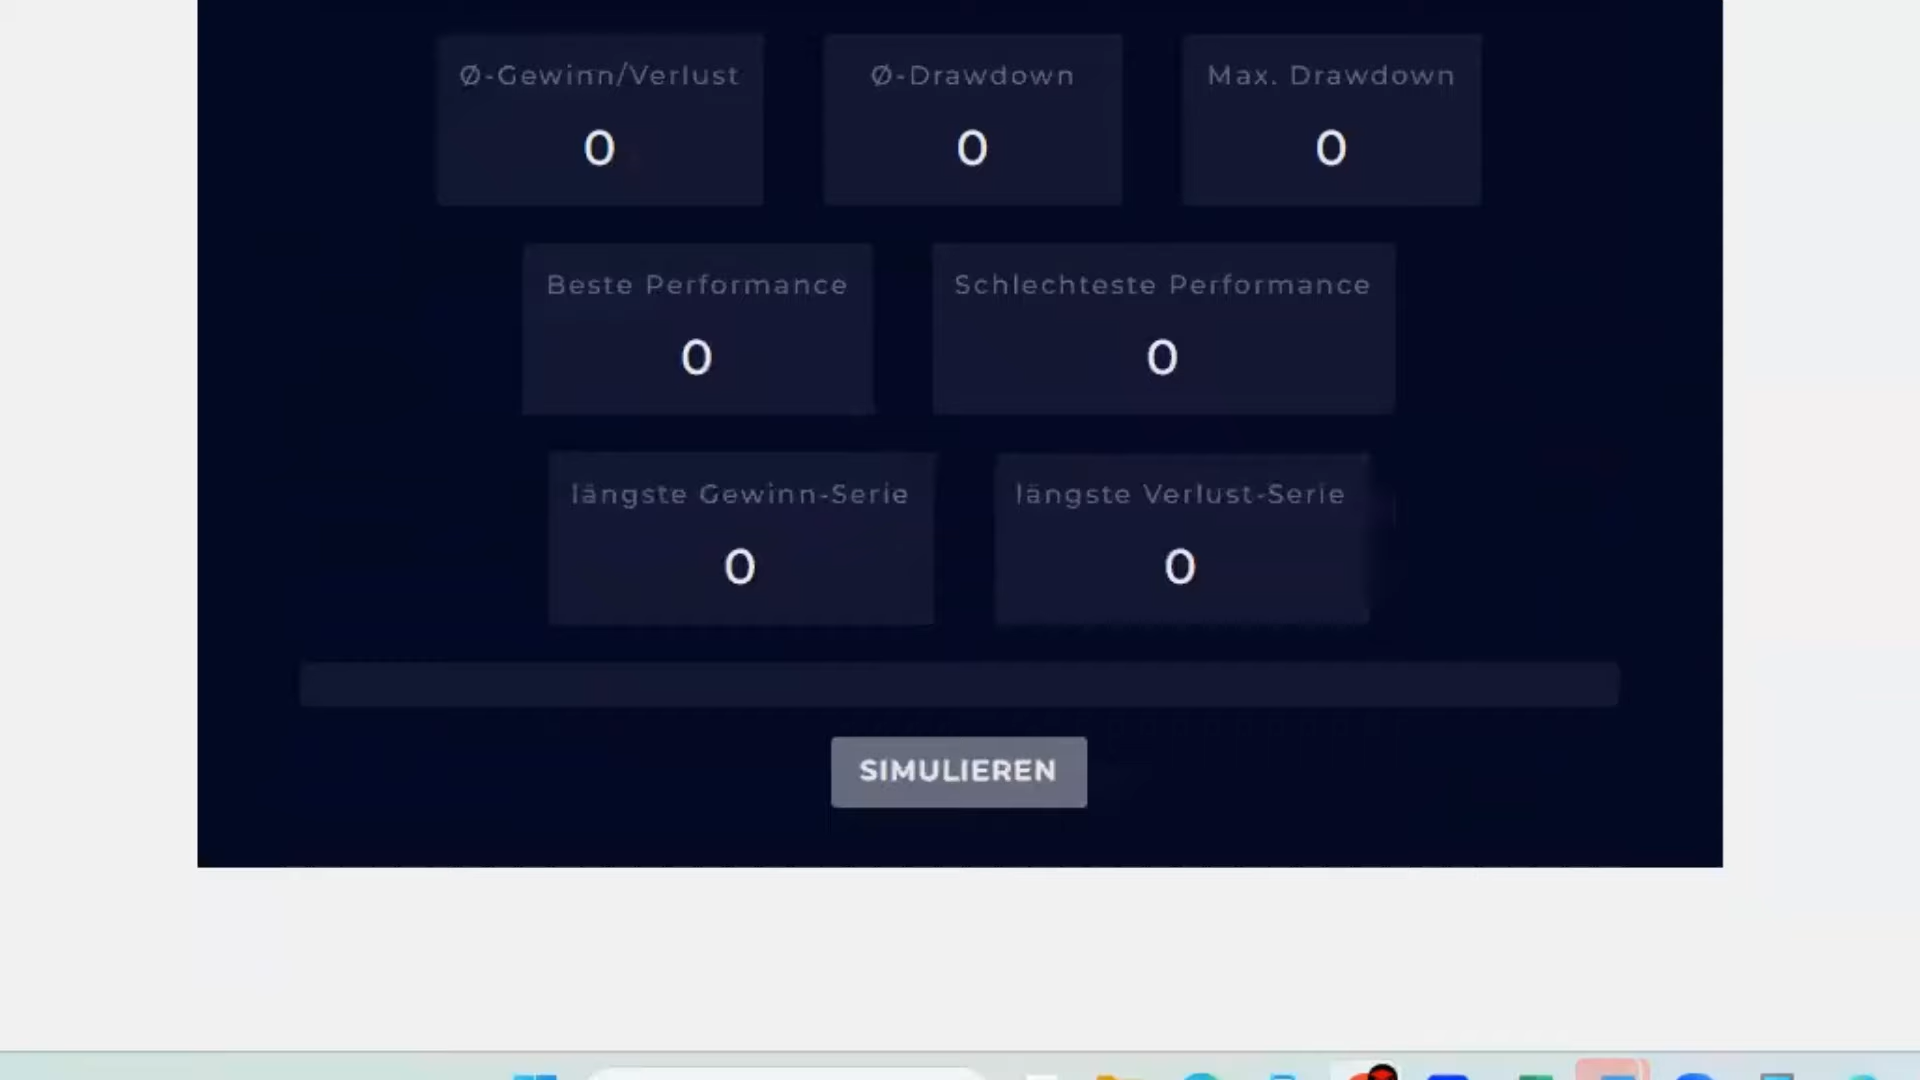 Ø-Gewinn/Verlust
0
Ø-Drawdown
0
Max. Drawdown
0
Beste Performance
0
Schlechteste Performance
0
längste Gewinn-Serie
0
längste Verlust-Serie
0
SIMULIEREN